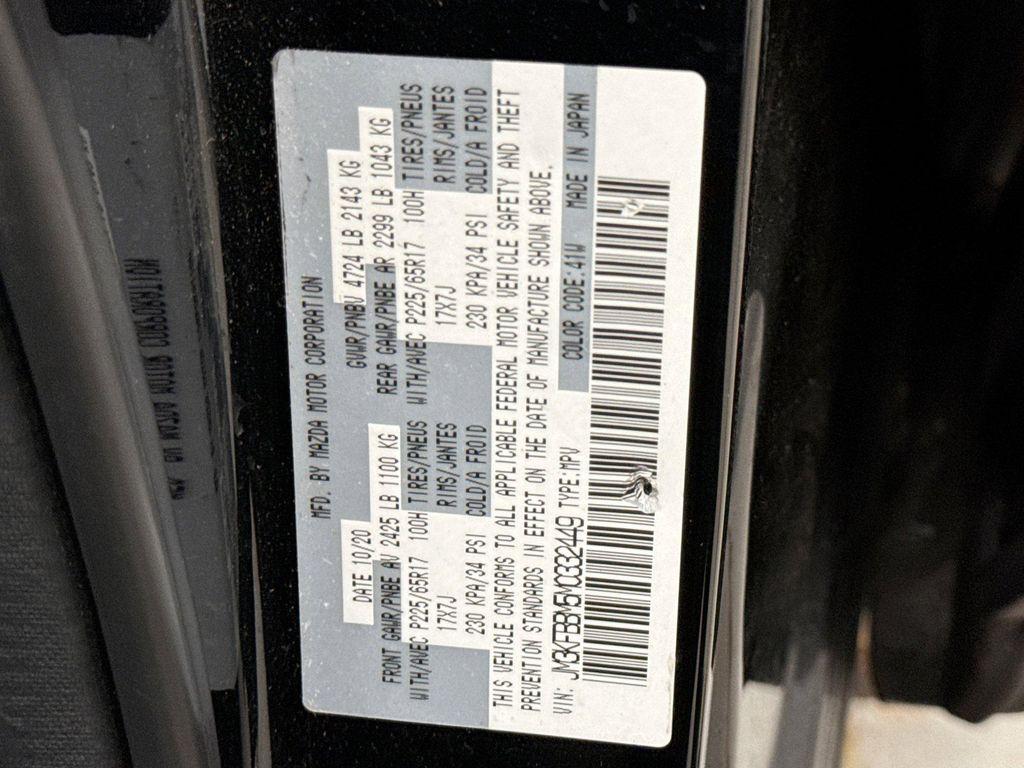 MFD. BY MAZDA MOTOR CORPORATION
DATE 10/20 GVWR/PNBV 4724 LB 2143 KG
FRONT GAWR/PNBE AV 2425 LB 1100 KG REAR GAWR/PNBE AR 2299 LB 1043 KG
WITH/AVEC P225/65R17 100H TIRES/PNEUS WITH/AVEC P225/65R17 100H TIRES/PNEUS
17X7J RIMS/JANTES 17X7J RIMS/JANTES
230 KPA/34 PSI COLD/A FROID 230 KPA/34 PSI COLD/A FROID
THIS VEHICLE CONFORMS TO ALL APPLICABLE FEDERAL MOTOR VEHICLE SAFETY AND THEFT
PREVENTION STANDARDS IN EFFECT ON THE DATE OF MANUFACTURE SHOWN ABOVE.
VIN: JM3KFBBY5M0332449 TYPE:MPV COLOR CODE:41W MADE IN JAPAN